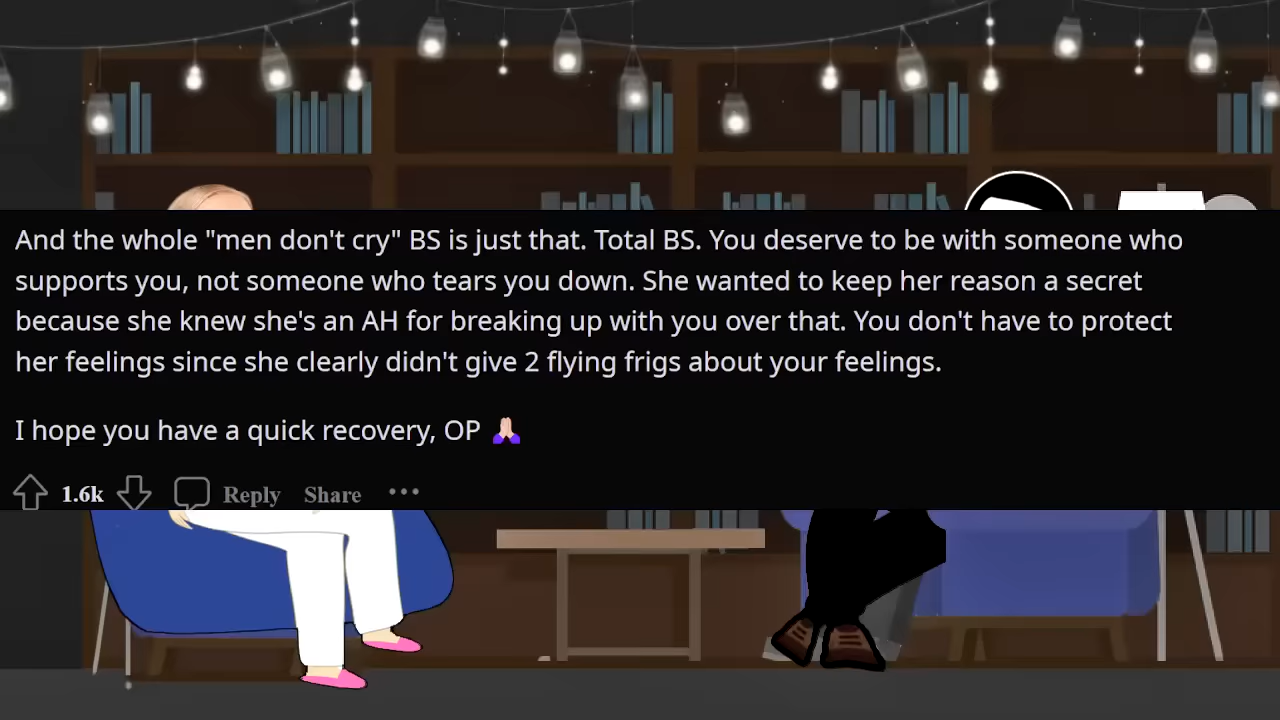 And the whole "men don't cry" BS is just that. Total BS. You deserve to be with someone who
supports you, not someone who tears you down. She wanted to keep her reason a secret
because she knew she's an AH for breaking up with you over that. You don't have to protect
her feelings since she clearly didn't give 2 flying frigs about your feelings.
I hope you have a quick recovery, OP 🙏🏻
1.6k Reply Share •••